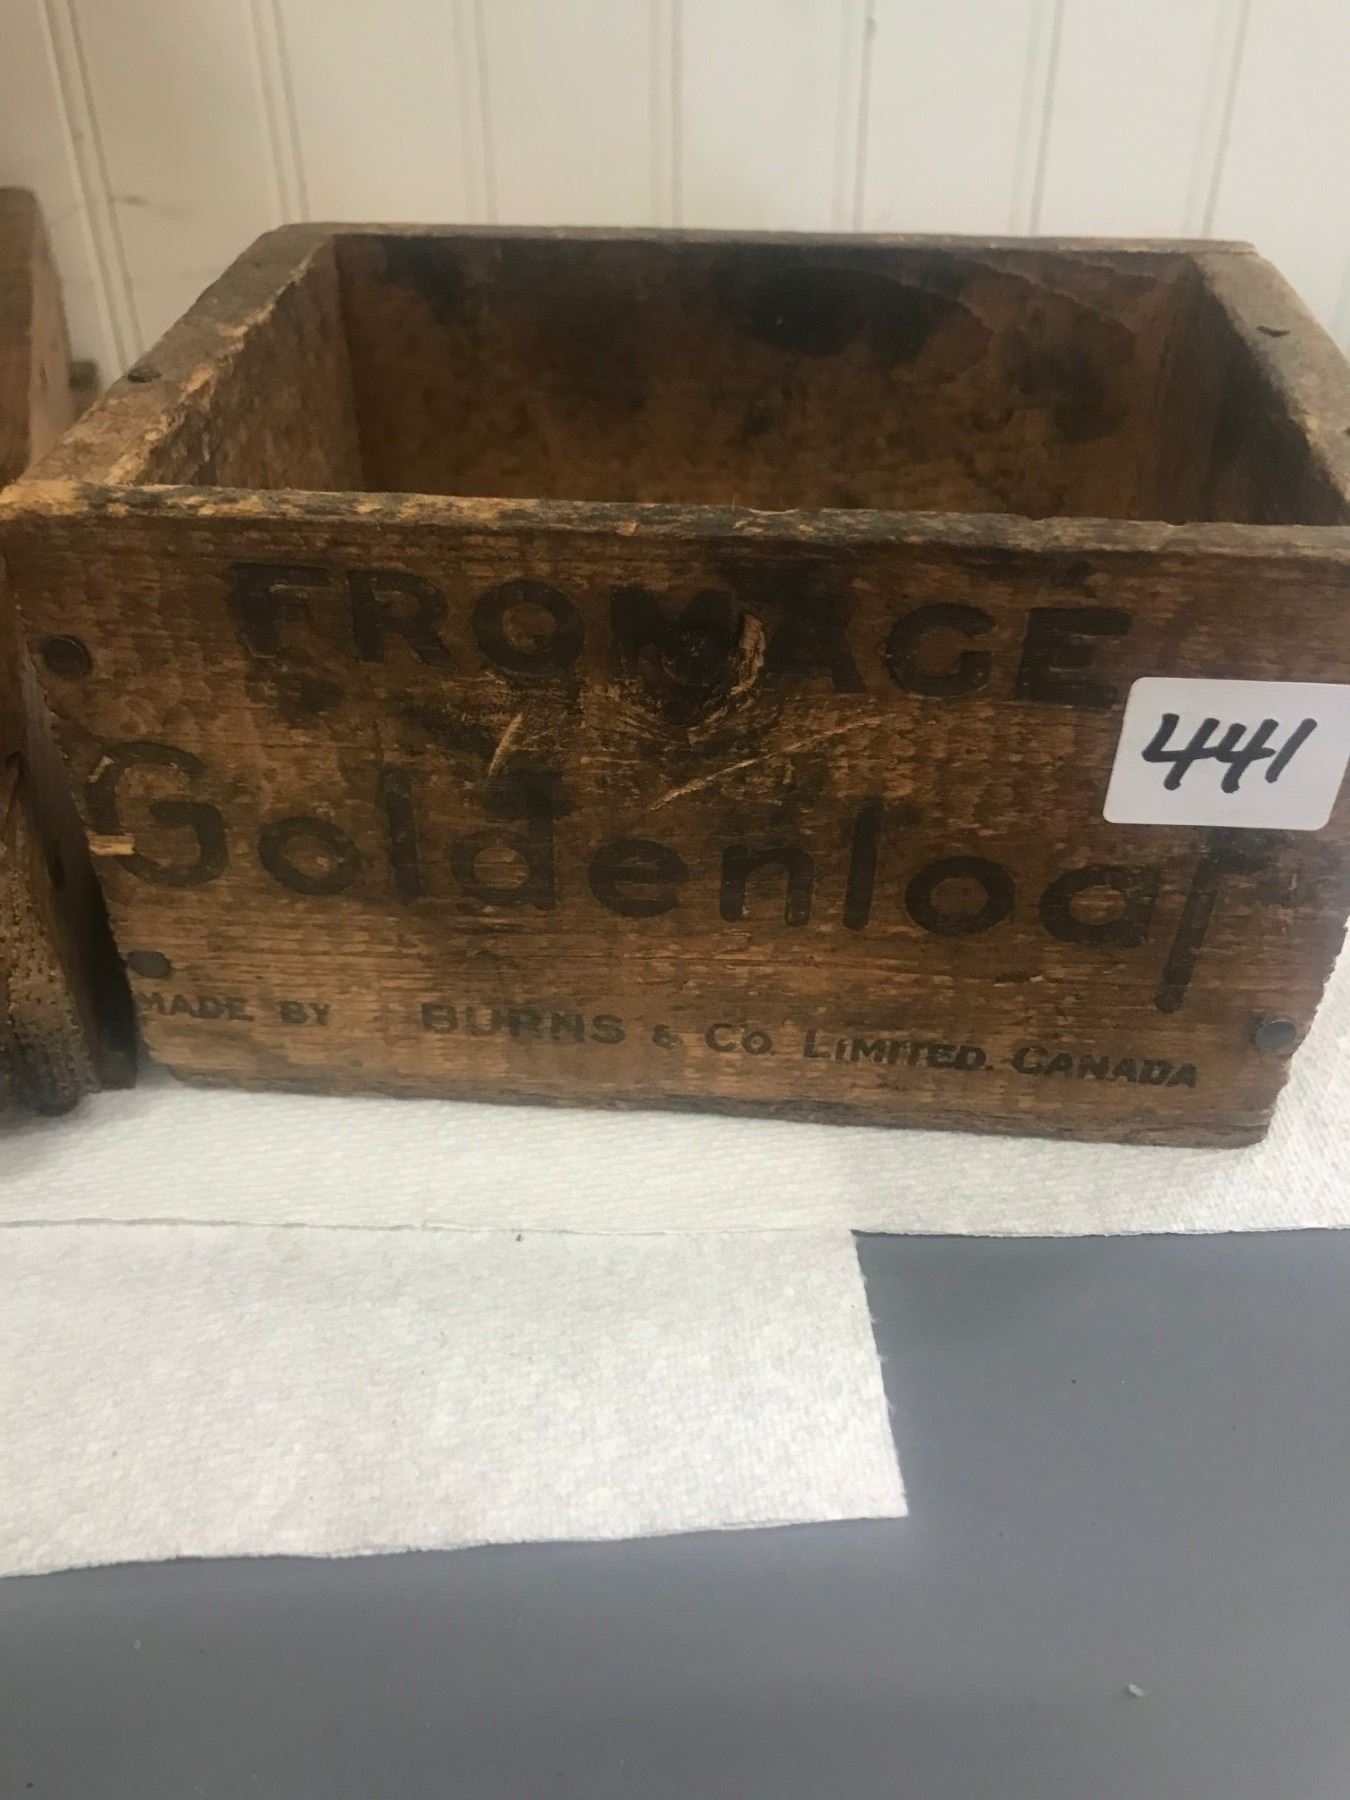 FROMAGE
Goldenloaf
441
MADE BY BURNS & CO. LIMITED. CANADA